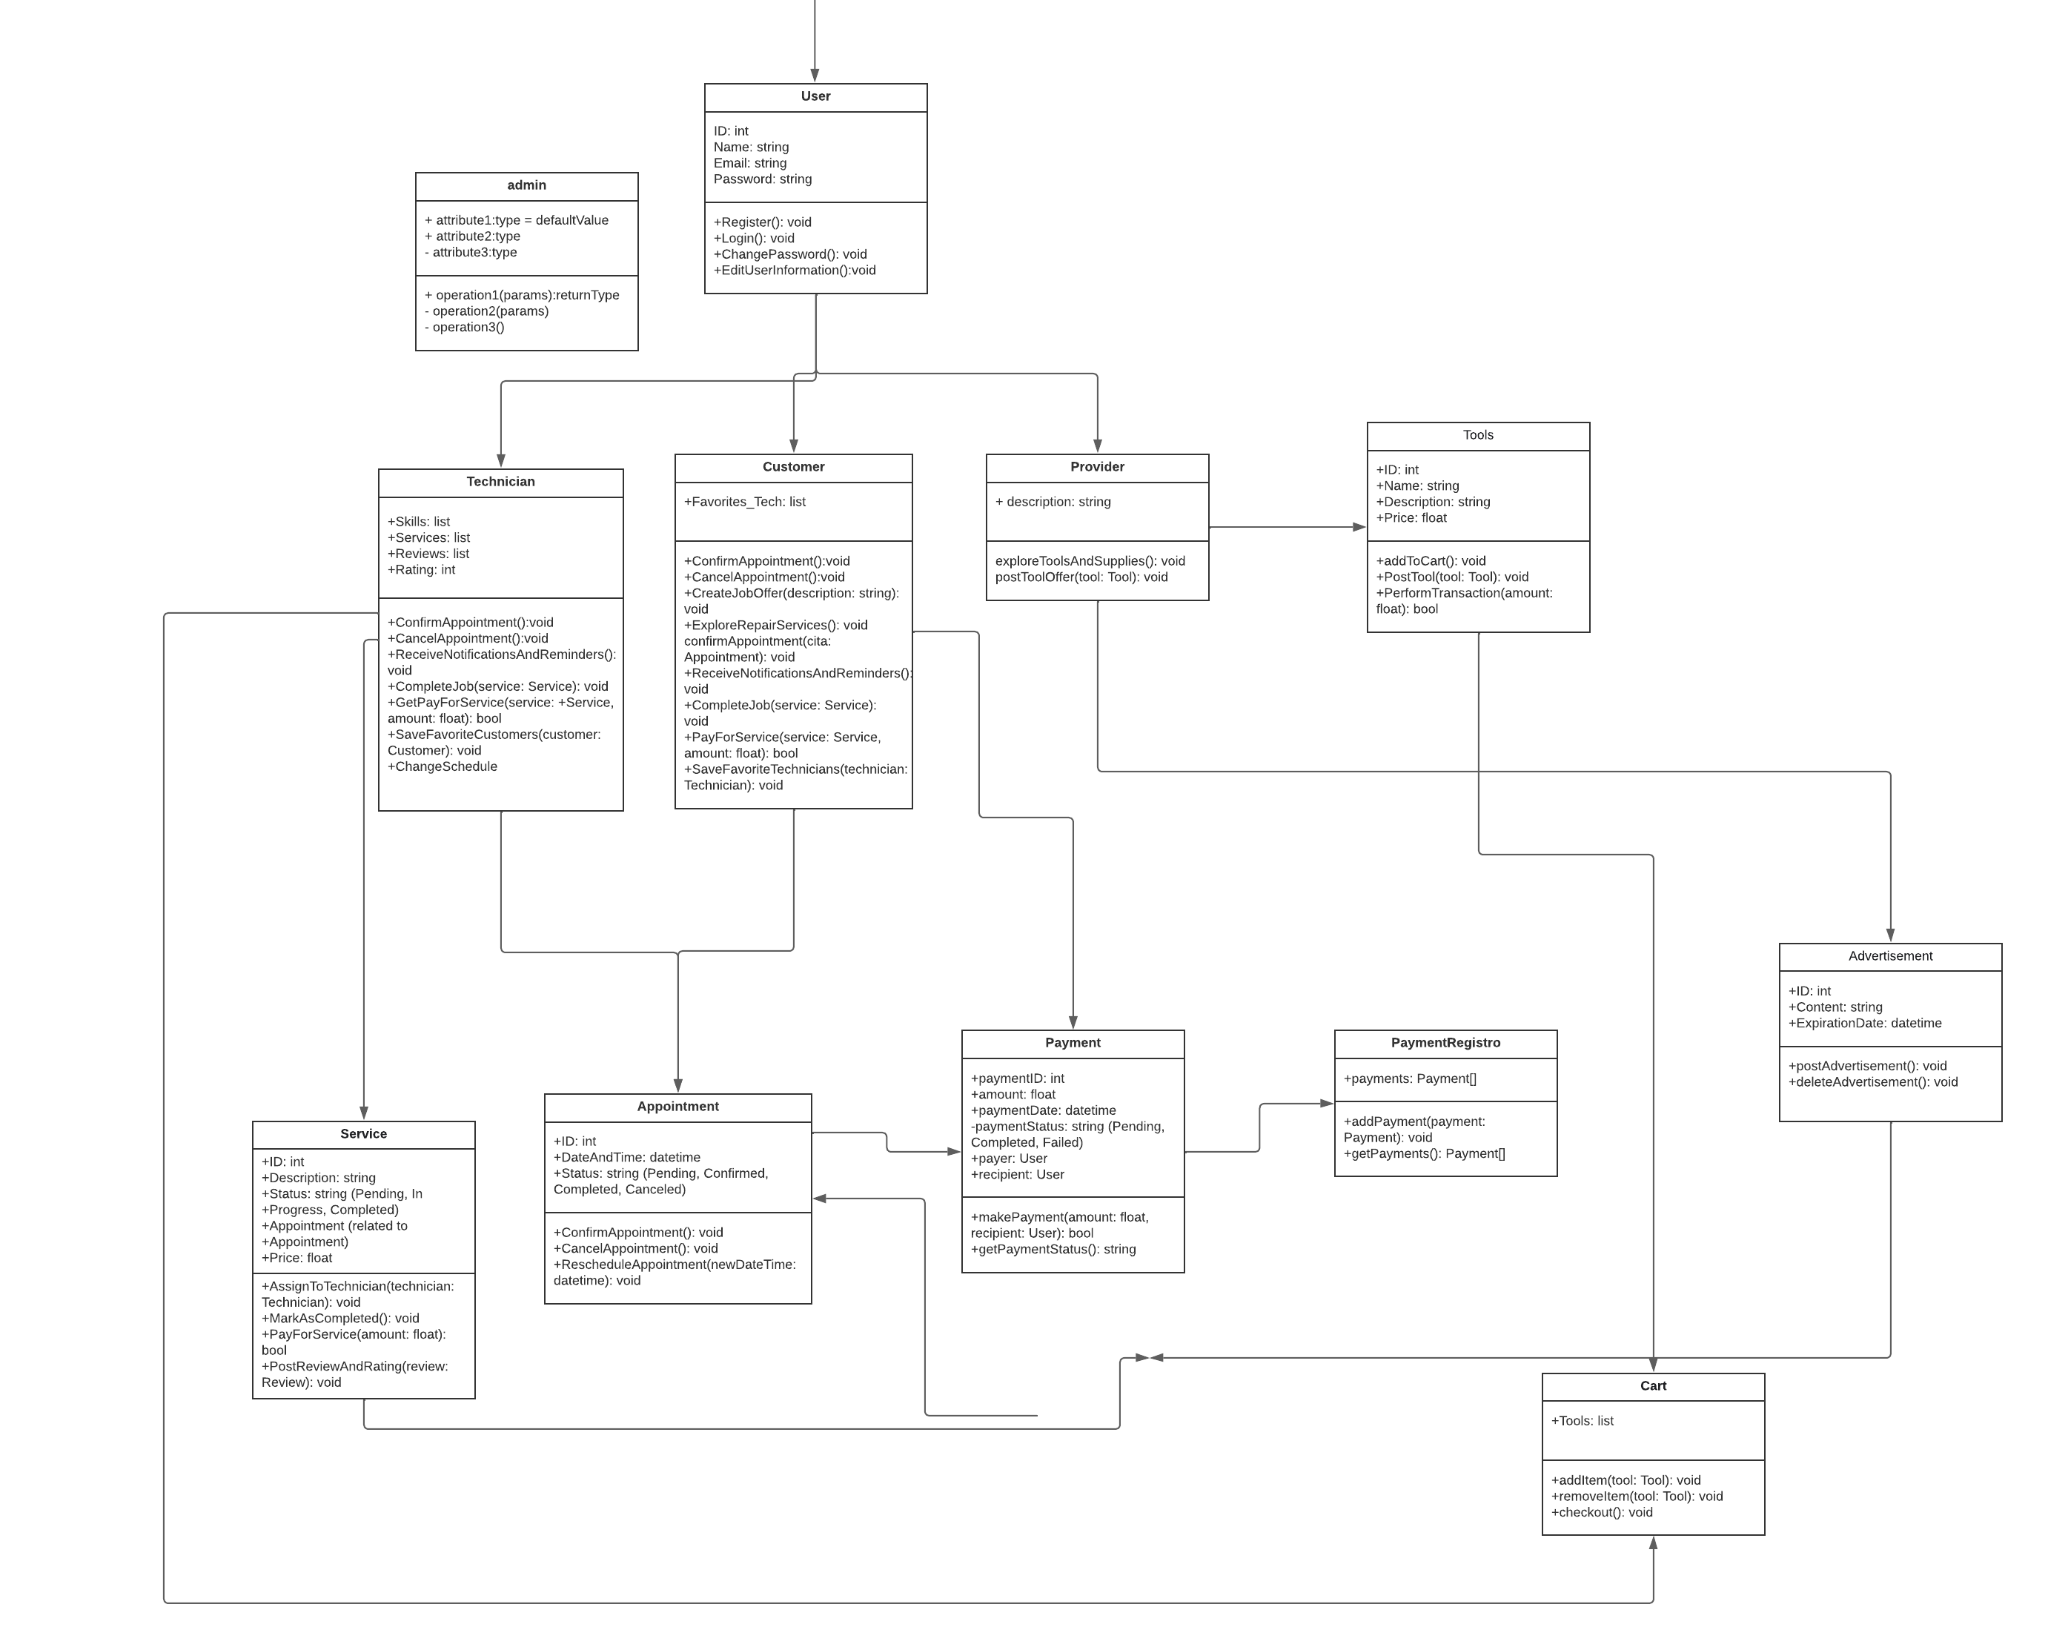 User
ID: int
Name: string
Email: string
Password: string
+Register(): void
+Login(): void
+ChangePassword(): void
+EditUserInformation():void
admin
+ attribute1:type = defaultValue
+ attribute2:type
- attribute3:type
+ operation1(params):returnType
- operation2(params)
- operation3()
Technician
+Skills: list
+Services: list
+Reviews: list
+Rating: int
+ConfirmAppointment():void
+CancelAppointment():void
+ReceiveNotificationsAndReminders():
void
+CompleteJob(service: Service): void
+GetPayForService(service: +Service,
amount: float): bool
+SaveFavoriteCustomers(customer:
Customer): void
+ChangeSchedule
Customer
+Favorites_Tech: list
+ConfirmAppointment():void
+CancelAppointment():void
+CreateJobOffer(description: string):
void
+ExploreRepairServices(): void
confirmAppointment(cita:
Appointment): void
+ReceiveNotificationsAndReminders():
void
+CompleteJob(service: Service):
void
+PayForService(service: Service,
amount: float): bool
+SaveFavoriteTechnicians(technician:
Technician): void
Provider
+ description: string
exploreToolsAndSupplies(): void
postToolOffer(tool: Tool): void
Tools
+ID: int
+Name: string
+Description: string
+Price: float
+addToCart(): void
+PostTool(tool: Tool): void
+PerformTransaction(amount:
float): bool
Advertisement
+ID: int
+Content: string
+ExpirationDate: datetime
+postAdvertisement(): void
+deleteAdvertisement(): void
Payment
+paymentID: int
+amount: float
+paymentDate: datetime
-paymentStatus: string (Pending,
Completed, Failed)
+payer: User
+recipient: User
+makePayment(amount: float,
recipient: User): bool
+getPaymentStatus(): string
PaymentRegistro
+payments: Payment[]
+addPayment(payment:
Payment): void
+getPayments(): Payment[]
Appointment
+ID: int
+DateAndTime: datetime
+Status: string (Pending, Confirmed,
Completed, Canceled)
+ConfirmAppointment(): void
+CancelAppointment(): void
+RescheduleAppointment(newDateTime:
datetime): void
Service
+ID: int
+Description: string
+Status: string (Pending, In
+Progress, Completed)
+Appointment (related to
+Appointment)
+Price: float
+AssignToTechnician(technician:
Technician): void
+MarkAsCompleted(): void
+PayForService(amount: float):
bool
+PostReviewAndRating(review:
Review): void
Cart
+Tools: list
+addItem(tool: Tool): void
+removeItem(tool: Tool): void
+checkout(): void